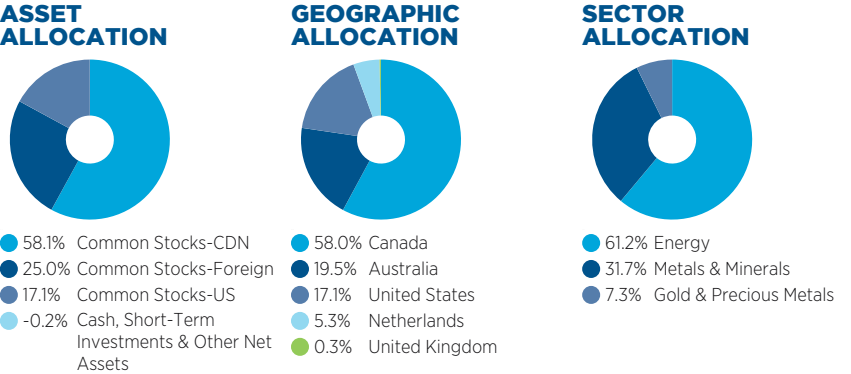 ASSET
ALLOCATION
58.1% Common Stocks-CDN
25.0% Common Stocks-Foreign
17.1% Common Stocks-US
-0.2% Cash, Short-Term
Investments & Other Net
Assets
GEOGRAPHIC
ALLOCATION
58.0% Canada
19.5% Australia
17.1% United States
5.3% Netherlands
0.3% United Kingdom
SECTOR
ALLOCATION
61.2% Energy
31.7% Metals & Minerals
7.3% Gold & Precious Metals